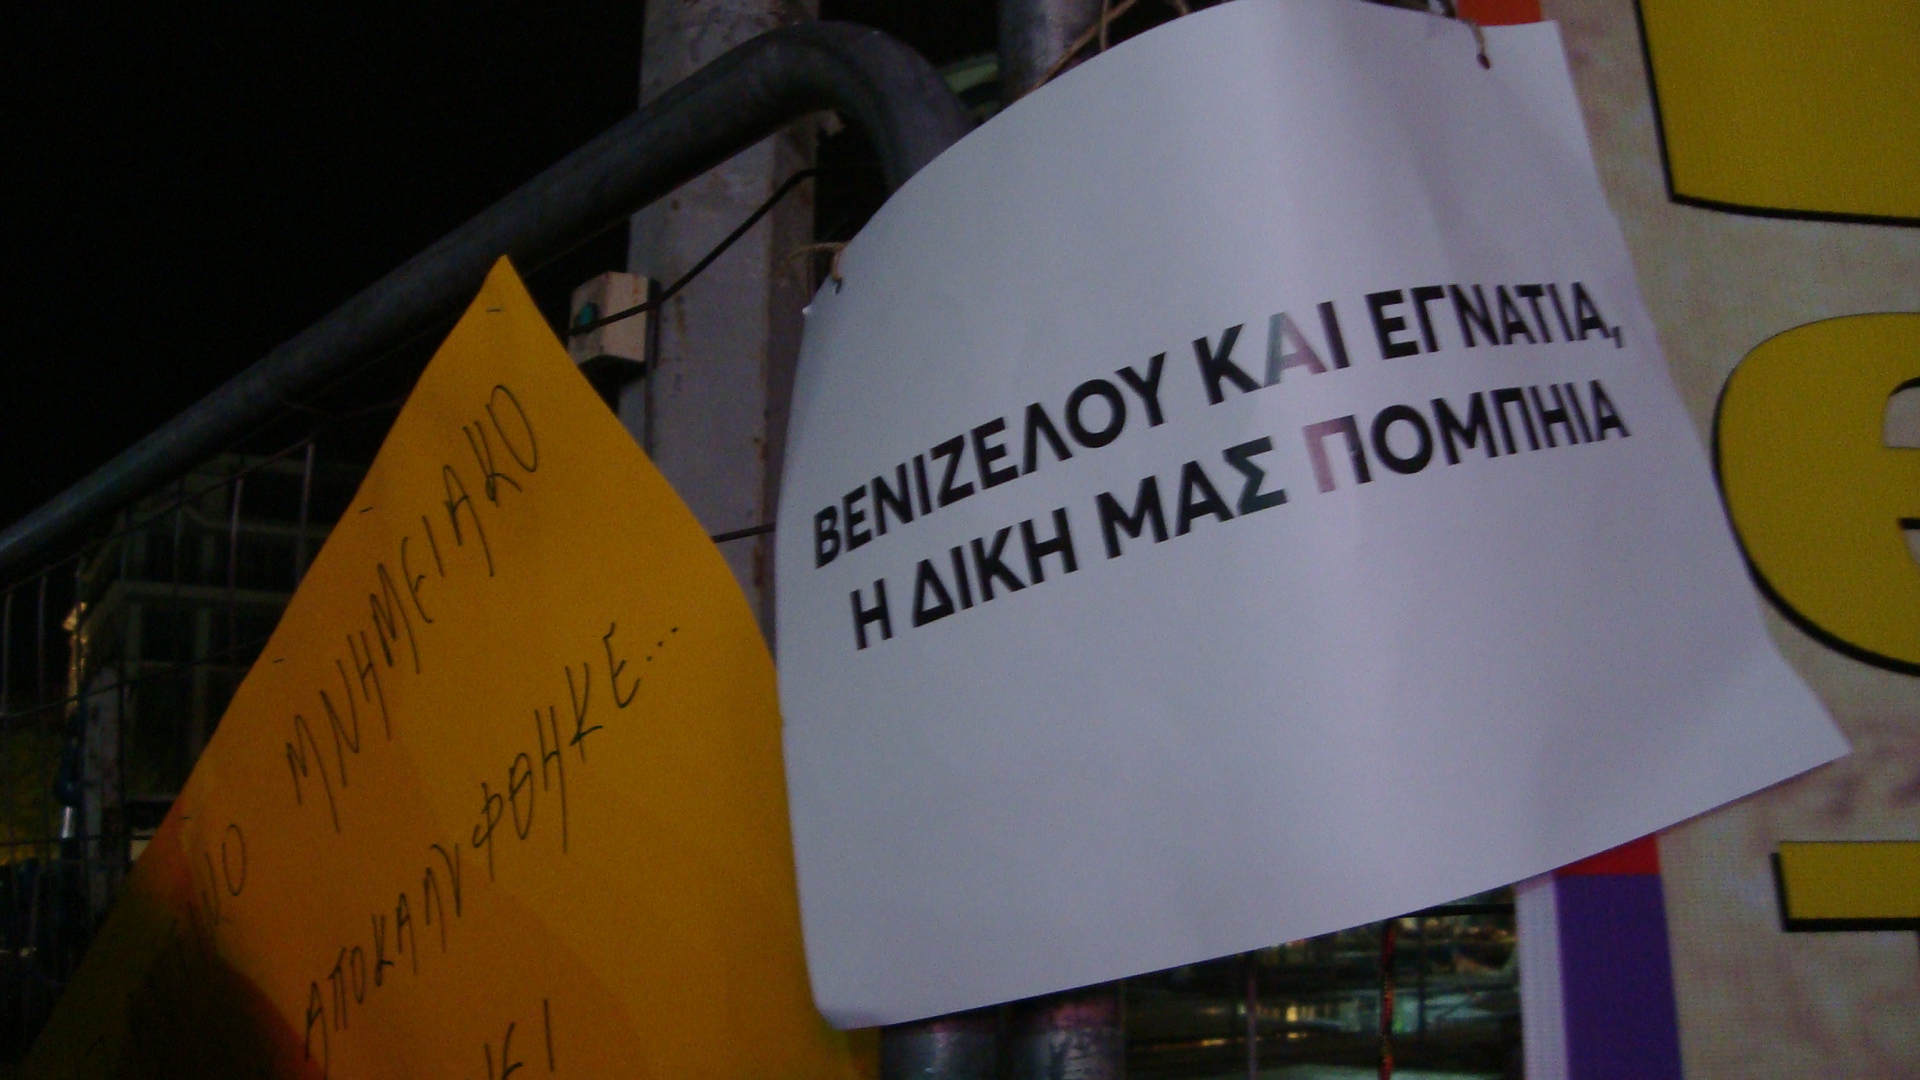 ΒΕΝΙΖΕΛΟΥ ΚΑΙ ΕΓΝΑΤΙΑ,
Η ΔΙΚΗ ΜΑΣ ΠΟΜΠΗΙΑ
ΜΝΗΜΕΙΑΚΟ
ΑΠΟΚΑΛΥΦΘΗΚΕ...